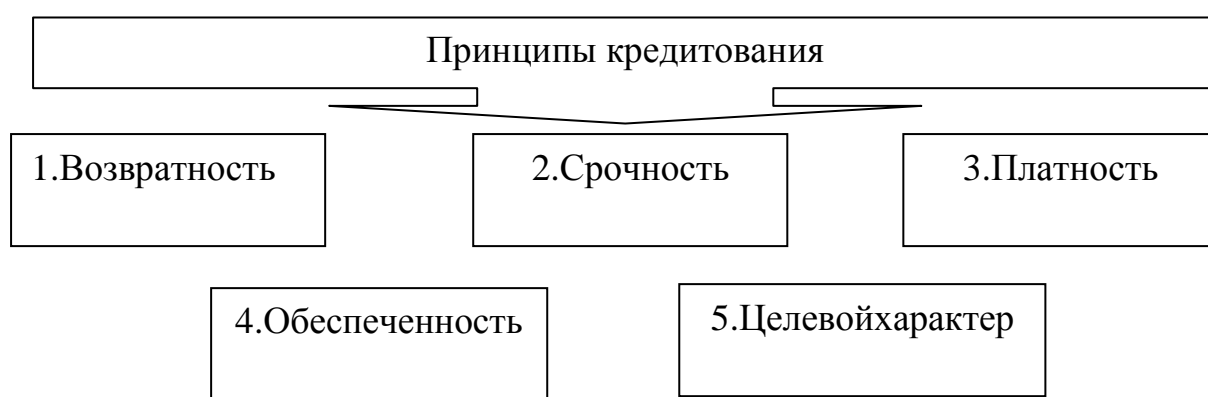 Принципы кредитования
1.Возвратность
2.Срочность
3.Платность
4.Обеспеченность
5.Целевойхарактер